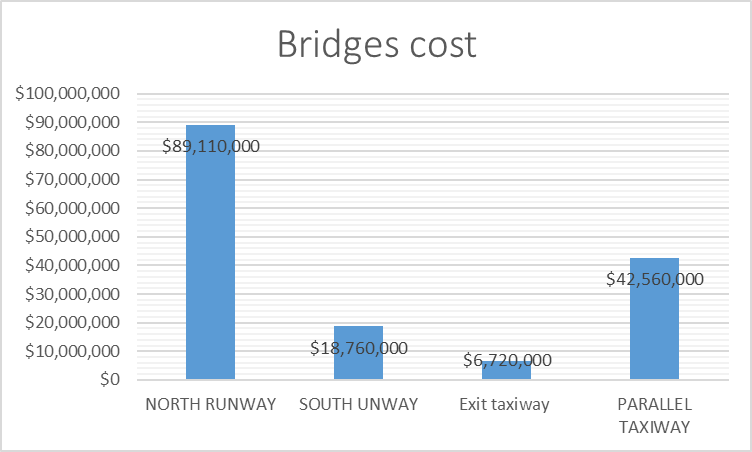 Bridges cost
$100,000,000
$90,000,000
$80,000,000
$70,000,000
$60,000,000
$50,000,000
$40,000,000
$30,000,000
$20,000,000
$10,000,000
$0
$89,110,000
$18,760,000
$6,720,000
$42,560,000
NORTH RUNWAY
SOUTH UNWAY
Exit taxiway
PARALLEL
TAXIWAY